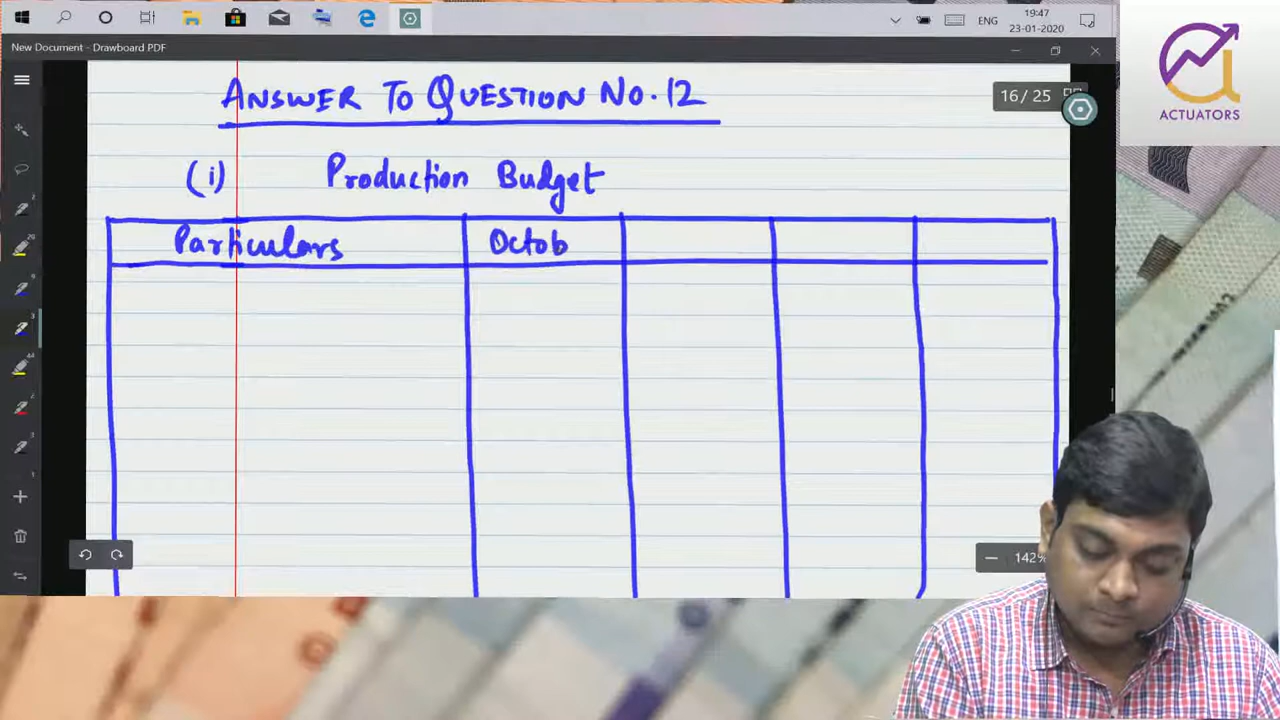 19:47
ENG
23-01-2020
New Document - Drawboard PDF
ANSWER TO QUESTION NO. 12
16 / 25
ACTUATORS
(i) Production Budget
Particulars Octob
142%